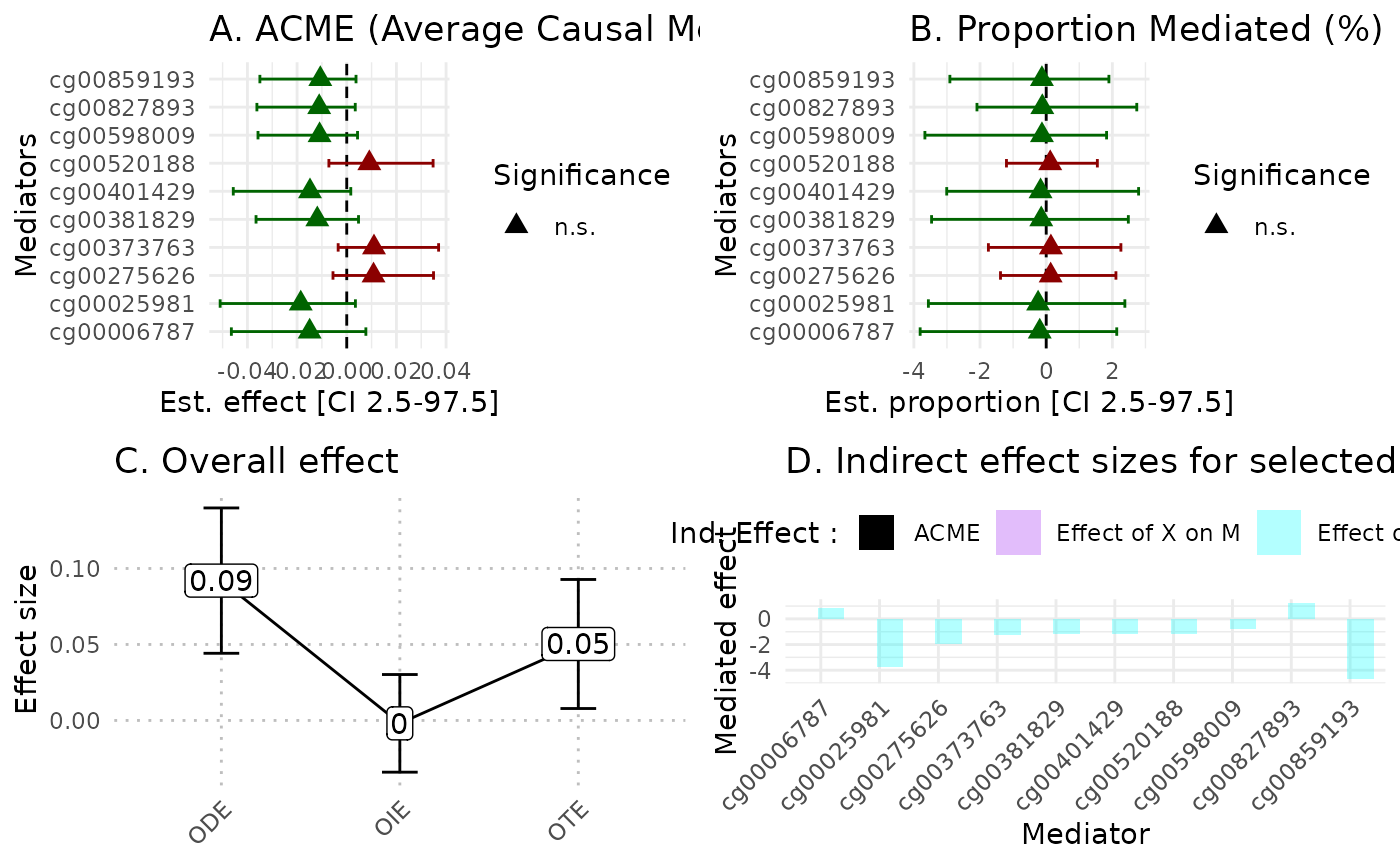 A. ACME (Average Causal M
Mediators
cg00859193
cg00827893
cg00598009
cg00520188
cg00401429
cg00381829
cg00373763
cg00275626
cg00025981
cg00006787
-0.04 -0.02 0.00 0.02 0.04
Est. effect [CI 2.5-97.5]
Significance
n.s.
B. Proportion Mediated (%)
Mediators
cg00859193
cg00827893
cg00598009
cg00520188
cg00401429
cg00381829
cg00373763
cg00275626
cg00025981
cg00006787
-4 -2 0 2
Est. proportion [CI 2.5-97.5]
Significance
n.s.
C. Overall effect
Effect size
0.10
0.05
0.00
0.09
0
0.05
ODE OIE OTE
D. Indirect effect sizes for selected
Ind. Effect : ACME Effect of X on M Effect o
Mediated effect
0
-2
-4
cg00006787
cg00025981
cg00275626
cg00373763
cg00381829
cg00401429
cg00520188
cg00598009
cg00827893
cg00859193
Mediator